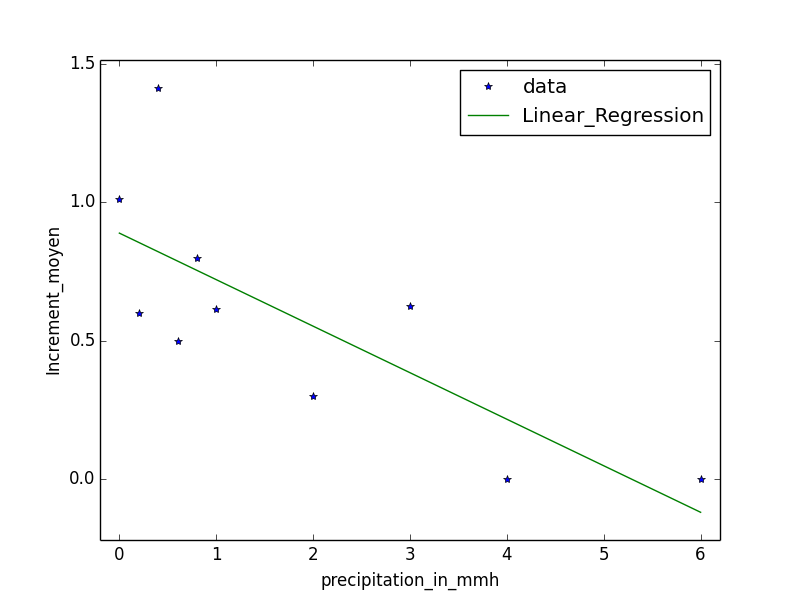 1.5
1.0
0.5
0.0
Increment_moyen
data
Linear_Regression
0 1 2 3 4 5 6
precipitation_in_mmh